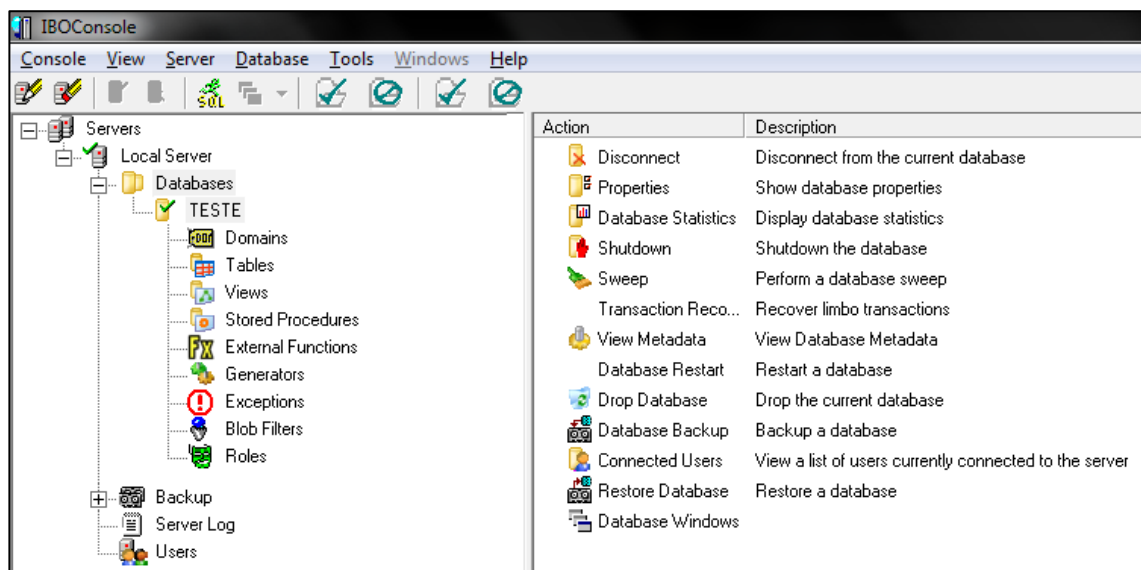 IBOConsole
Console View Server Database Tools Windows Help
SQL
Servers
Local Server
Databases
TESTE
Domains
Tables
Views
Stored Procedures
External Functions
Generators
Exceptions
Blob Filters
Roles
Backup
Server Log
Users
Action Description
Disconnect Disconnect from the current database
Properties Show database properties
Database Statistics Display database statistics
Shutdown Shutdown the database
Sweep Perform a database sweep
Transaction Reco... Recover limbo transactions
View Metadata View Database Metadata
Database Restart Restart a database
Drop Database Drop the current database
Database Backup Backup a database
Connected Users View a list of users currently connected to the server
Restore Database Restore a database
Database Windows